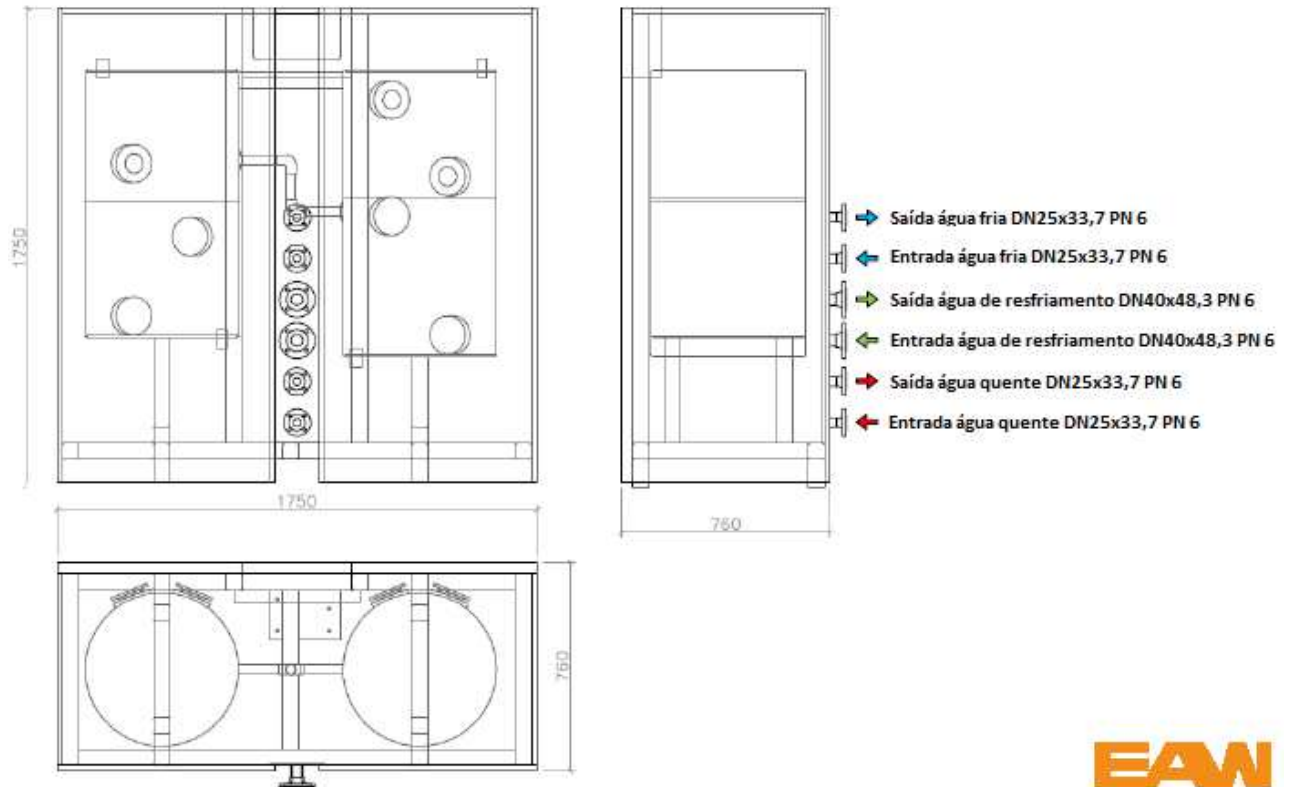 1750
1750
760
760
Saída água fria DN25x33,7 PN 6
Entrada água fria DN25x33,7 PN 6
Saída água de resfriamento DN40x48,3 PN 6
Entrada água de resfriamento DN40x48,3 PN 6
Saída água quente DN25x33,7 PN 6
Entrada água quente DN25x33,7 PN 6
EAW